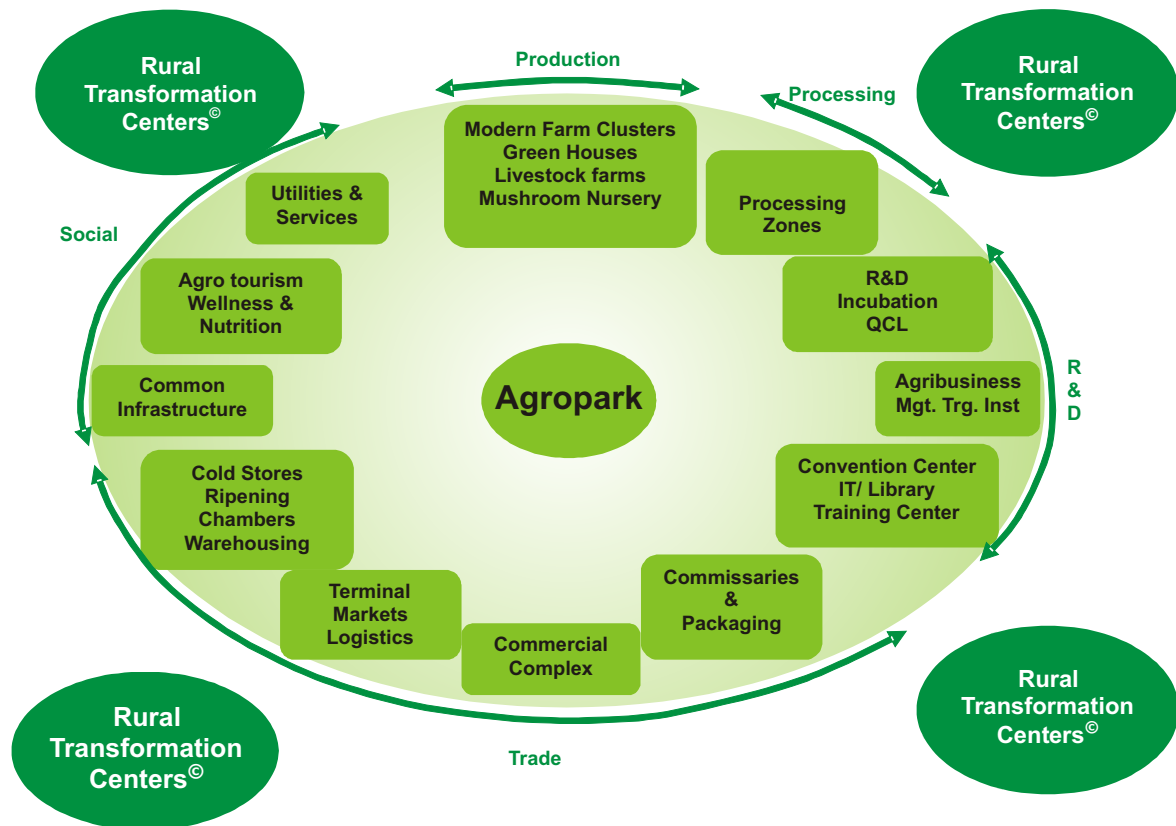 Rural
Transformation
Centers©
Production
Processing
Rural
Transformation
Centers©
Modern Farm Clusters
Green Houses
Livestock farms
Mushroom Nursery
Utilities &
Services
Processing
Zones
Social
Agro tourism
Wellness &
Nutrition
R&D
Incubation
QCL
Common
Infrastructure
Agropark
Agribusiness
Mgt. Trg. Inst
R
&
D
Cold Stores
Ripening
Chambers
Warehousing
Convention Center
IT/ Library
Training Center
Terminal
Markets
Logistics
Commercial
Complex
Commissaries
&
Packaging
Rural
Transformation
Centers©
Trade
Rural
Transformation
Centers©